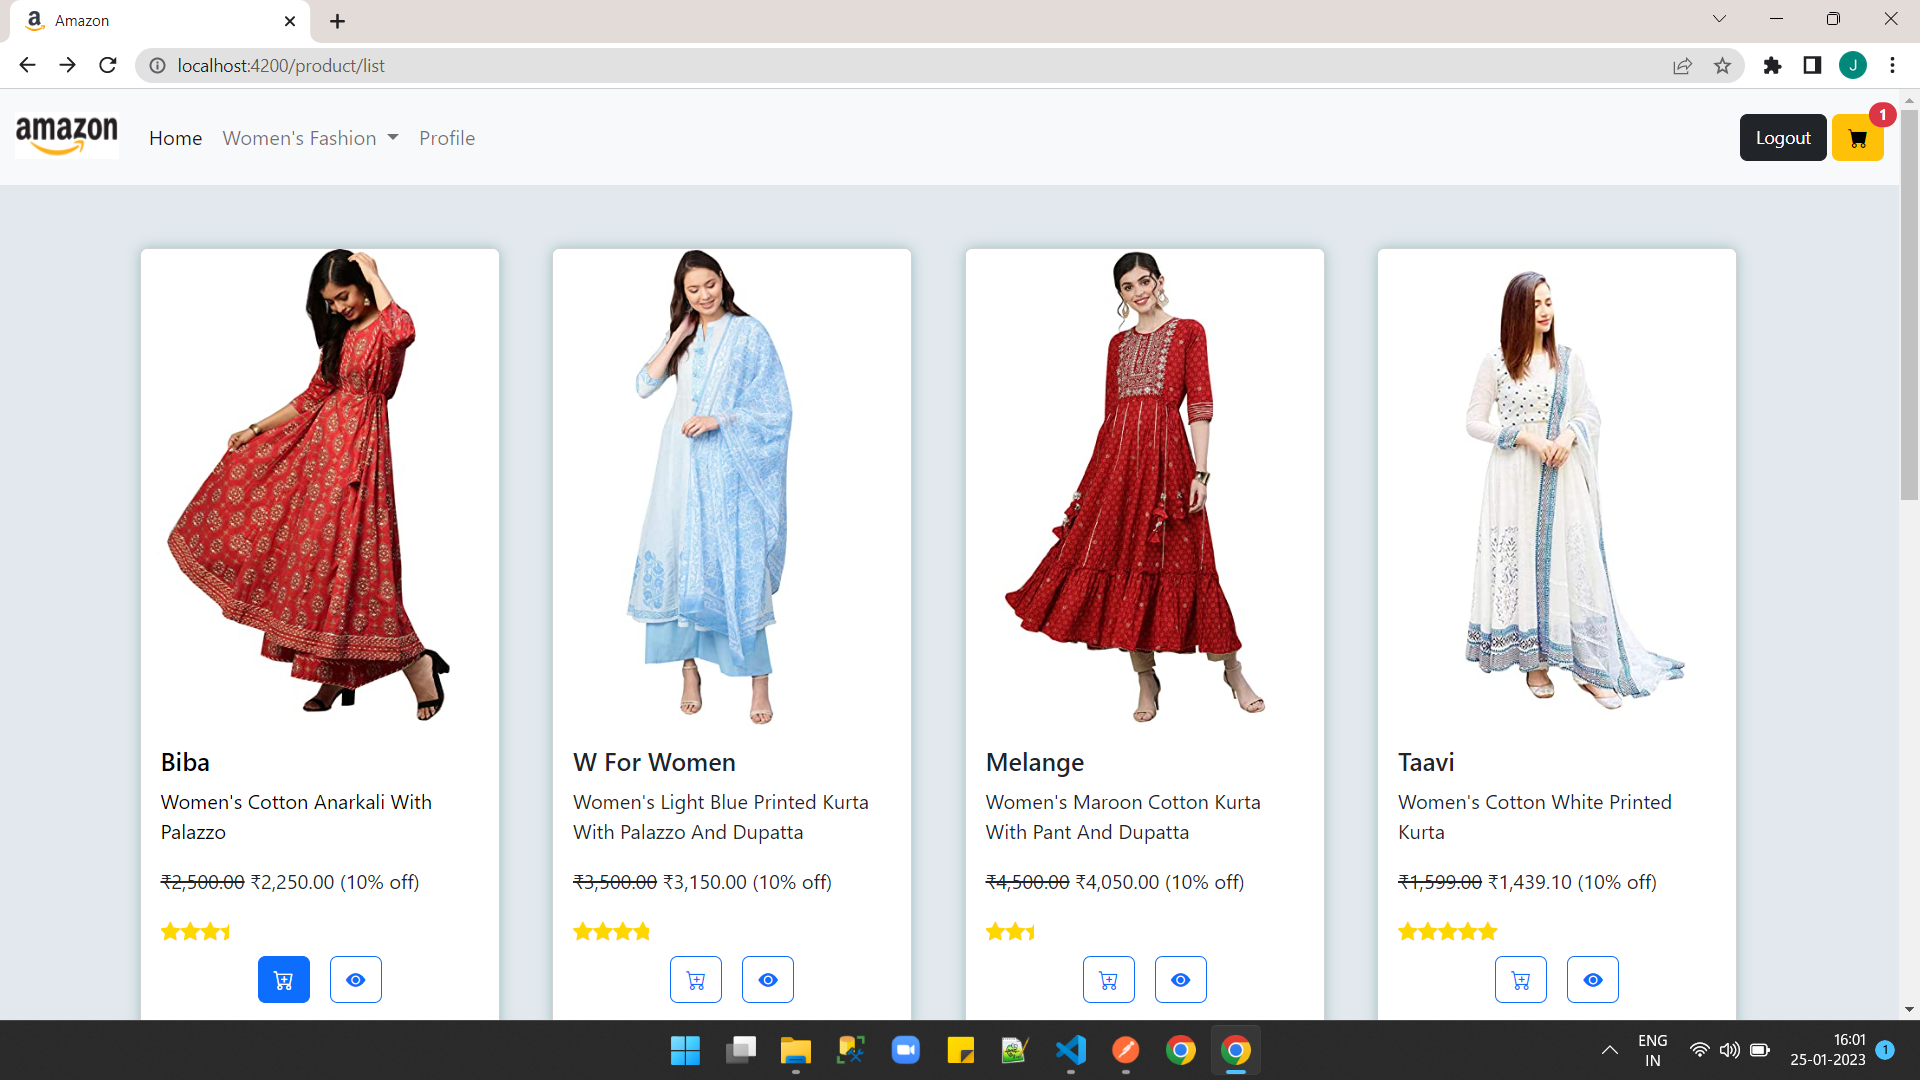 Amazon
localhost:4200/product/list
J
amazon
Home Women's Fashion Profile
Logout
1
Biba
Women's Cotton Anarkali With
Palazzo
₹2,500.00 ₹2,250.00 (10% off)
W For Women
Women's Light Blue Printed Kurta
With Palazzo And Dupatta
₹3,500.00 ₹3,150.00 (10% off)
Melange
Women's Maroon Cotton Kurta
With Pant And Dupatta
₹4,500.00 ₹4,050.00 (10% off)
Taavi
Women's Cotton White Printed
Kurta
₹1,599.00 ₹1,439.10 (10% off)
ENG
IN
16:01
25-01-2023
1